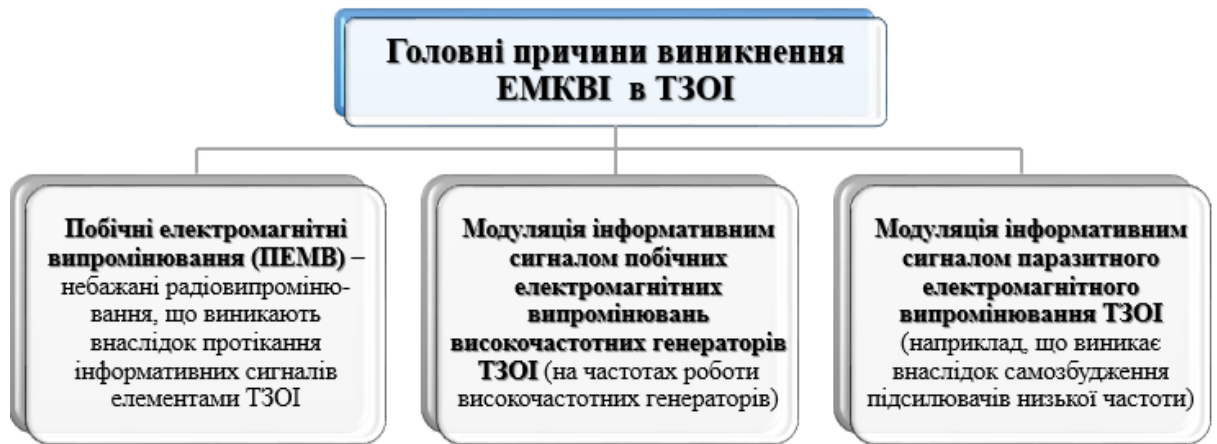 Головні причини виникнення
ЕМКВІ в ТЗОІ
Побічні електромагнітні
випромінювання (ПЕМВ) –
небажані радіовипроміню-
вання, що виникають
внаслідок протікання
інформативних сигналів
елементами ТЗОІ
Модуляція інформативним
сигналом побічних
електромагнітних
випромінювань
високочастотних генераторів
ТЗОІ (на частотах роботи
високочастотних генераторів)
Модуляція інформативним
сигналом паразитного
електромагнітного
випромінювання ТЗОІ
(наприклад, що виникає
внаслідок самозбудження
підсилювачів низької частоти)